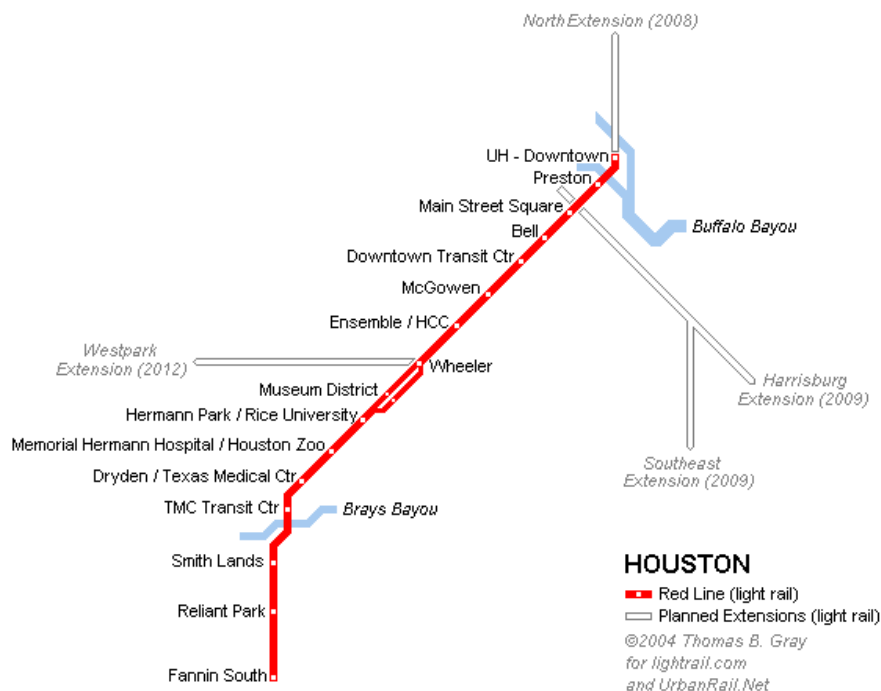 North Extension (2008)
UH - Downtown
Preston
Main Street Square
Bell
Buffalo Bayou
Downtown Transit Ctr
McGowen
Ensemble / HCC
Westpark
Extension (2012)
Wheeler
Museum District
Harrisburg
Extension (2009)
Hermann Park / Rice University
Memorial Hermann Hospital / Houston Zoo
Southeast
Extension (2009)
Dryden / Texas Medical Ctr
TMC Transit Ctr
Brays Bayou
Smith Lands
Reliant Park
Fannin South
HOUSTON
Red Line (light rail)
Planned Extensions (light rail)
©2004 Thomas B. Gray
for lightrail.com
and UrbanRail.Net